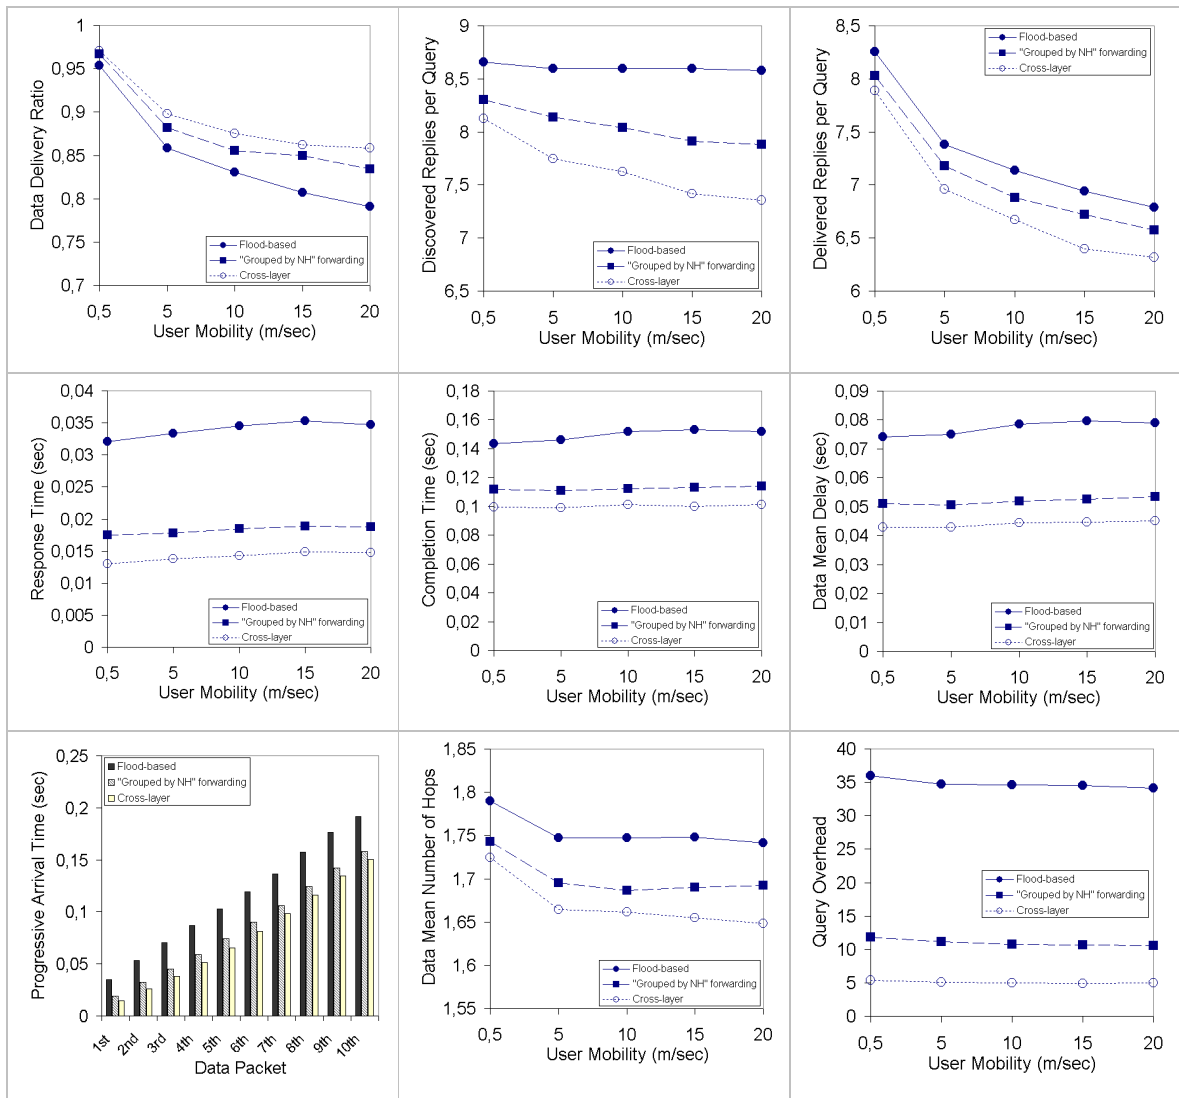 Data Delivery Ratio
1
0,95
0,9
0,85
0,8
0,75
0,7
Flood-based
"Grouped by NH" forwarding
Cross-layer
0,5 5 10 15 20
User Mobility (m/sec)
Discovered Replies per Query
9
8,5
8
7,5
7
6,5
Flood-based
"Grouped by NH" forwarding
Cross-layer
0,5 5 10 15 20
User Mobility (m/sec)
Delivered Replies per Query
8,5
8
7,5
7
6,5
6
Flood-based
"Grouped by NH" forwarding
Cross-layer
0,5 5 10 15 20
User Mobility (m/sec)
Response Time (sec)
0,04
0,035
0,03
0,025
0,02
0,015
0,01
0,005
0
Flood-based
"Grouped by NH" forwarding
Cross-layer
0,5 5 10 15 20
User Mobility (m/sec)
Completion Time (sec)
0,18
0,16
0,14
0,12
0,1
0,08
0,06
0,04
0,02
0
Flood-based
"Grouped by NH" forwarding
Cross-layer
0,5 5 10 15 20
User Mobility (m/sec)
Data Mean Delay (sec)
0,09
0,08
0,07
0,06
0,05
0,04
0,03
0,02
0,01
0
Flood-based
"Grouped by NH" forwarding
Cross-layer
0,5 5 10 15 20
User Mobility (m/sec)
Progressive Arrival Time (sec)
0,25
0,2
0,15
0,1
0,05
0
Flood-based
"Grouped by NH" forwarding
Cross-layer
1st 2nd 3rd 4th 5th 6th 7th 8th 9th 10th
Data Packet
Data Mean Number of Hops
1,85
1,8
1,75
1,7
1,65
1,6
1,55
Flood-based
"Grouped by NH" forwarding
Cross-layer
0,5 5 10 15 20
User Mobility (m/sec)
Query Overhead
40
35
30
25
20
15
10
5
0
Flood-based
"Grouped by NH" forwarding
Cross-layer
0,5 5 10 15 20
User Mobility (m/sec)